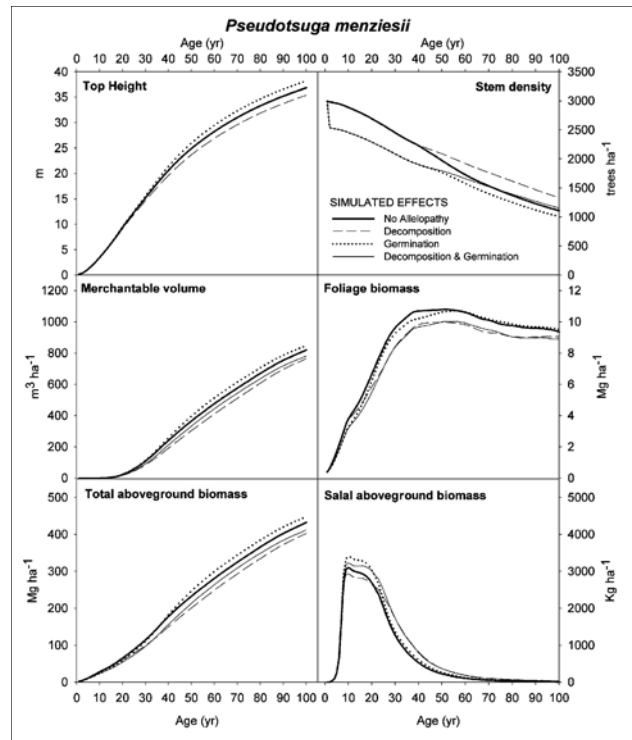 Pseudotsuga menziesii
Age (yr)
Age (yr)
0 10 20 30 40 50 60 70 80 90 100
10 20 30 40 50 60 70 80 90 100
40
35
30
25
20
15
10
5
0
m
Top Height
Stem density
3500
3000
2500
2000
1500
1000
500
0
trees ha-1
SIMULATED EFFECTS
No Allelopathy
Decomposition
Germination
Decomposition & Germination
1200
1000
800
600
400
200
0
m3 ha-1
Merchantable volume
Foliage biomass
12
10
8
6
4
2
0
Mg ha-1
500
400
300
200
100
0
Mg ha-1
Total aboveground biomass
Salal aboveground biomass
5000
4000
3000
2000
1000
0
Kg ha-1
0 10 20 30 40 50 60 70 80 90 100
10 20 30 40 50 60 70 80 90 100
Age (yr)
Age (yr)